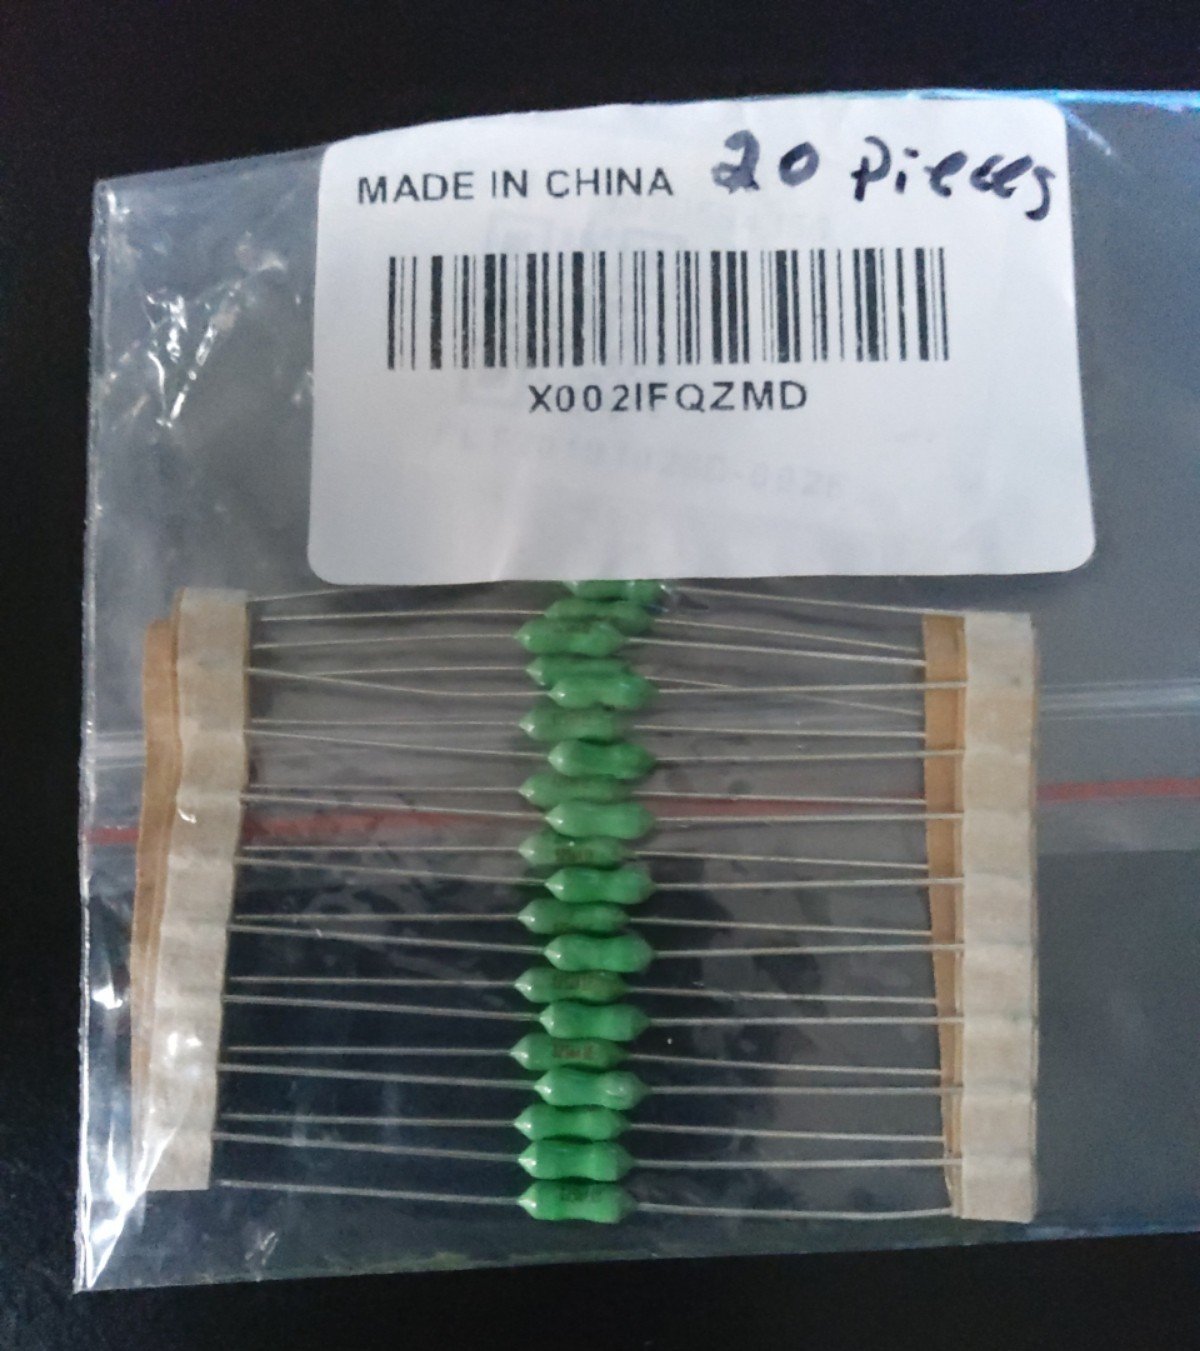 MADE IN CHINA 20 Pieces
X002IFQZMD